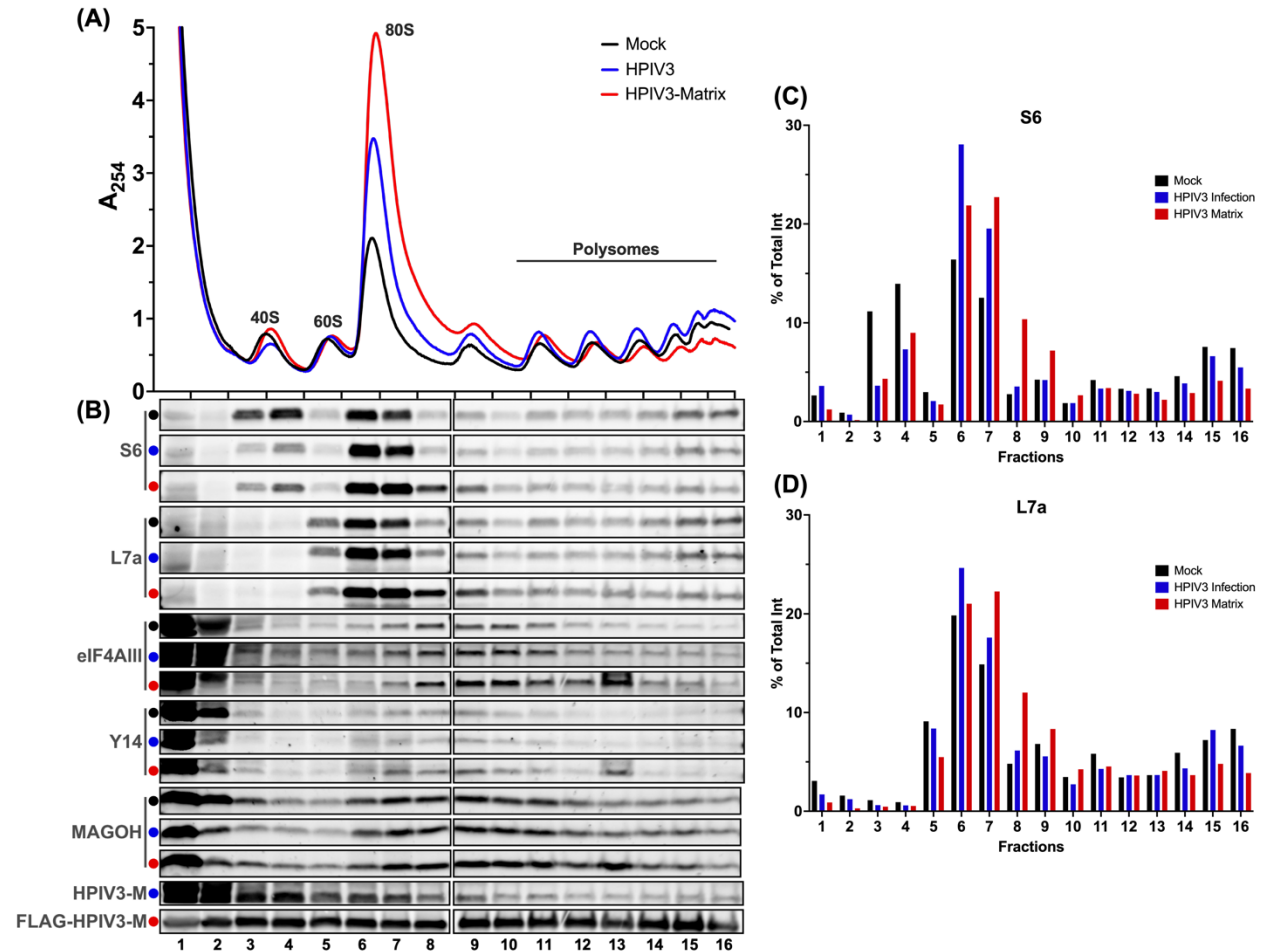 (A)
5
4
3
2
1
0
A254
40S
60S
80S
Polysomes
Mock
HPIV3
HPIV3-Matrix
(B)
S6
L7a
eIF4AIII
Y14
MAGOH
HPIV3-M
FLAG-HPIV3-M
1 2 3 4 5 6 7 8 9 10 11 12 13 14 15 16
(C)
S6
30
20
10
0
% of Total Int
Mock
HPIV3 Infection
HPIV3 Matrix
1 2 3 4 5 6 7 8 9 10 11 12 13 14 15 16
Fractions
(D)
L7a
30
20
10
0
% of Total Int
Mock
HPIV3 Infection
HPIV3 Matrix
1 2 3 4 5 6 7 8 9 10 11 12 13 14 15 16
Fractions